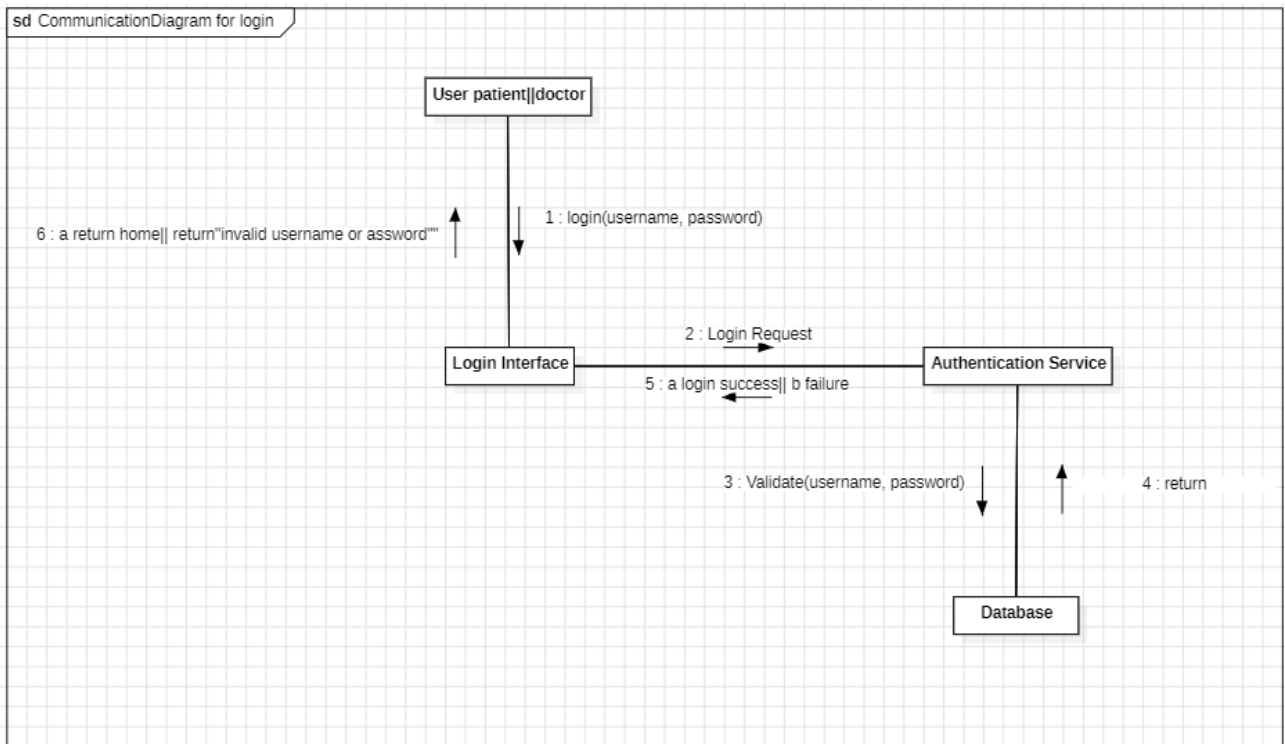 sd CommunicationDiagram for login
User patient||doctor
1 : login(username, password)
6 : a return home|| return"invalid username or assword""
2 : Login Request
Login Interface
Authentication Service
5 : a login success|| b failure
3 : Validate(username, password)
4 : return
Database